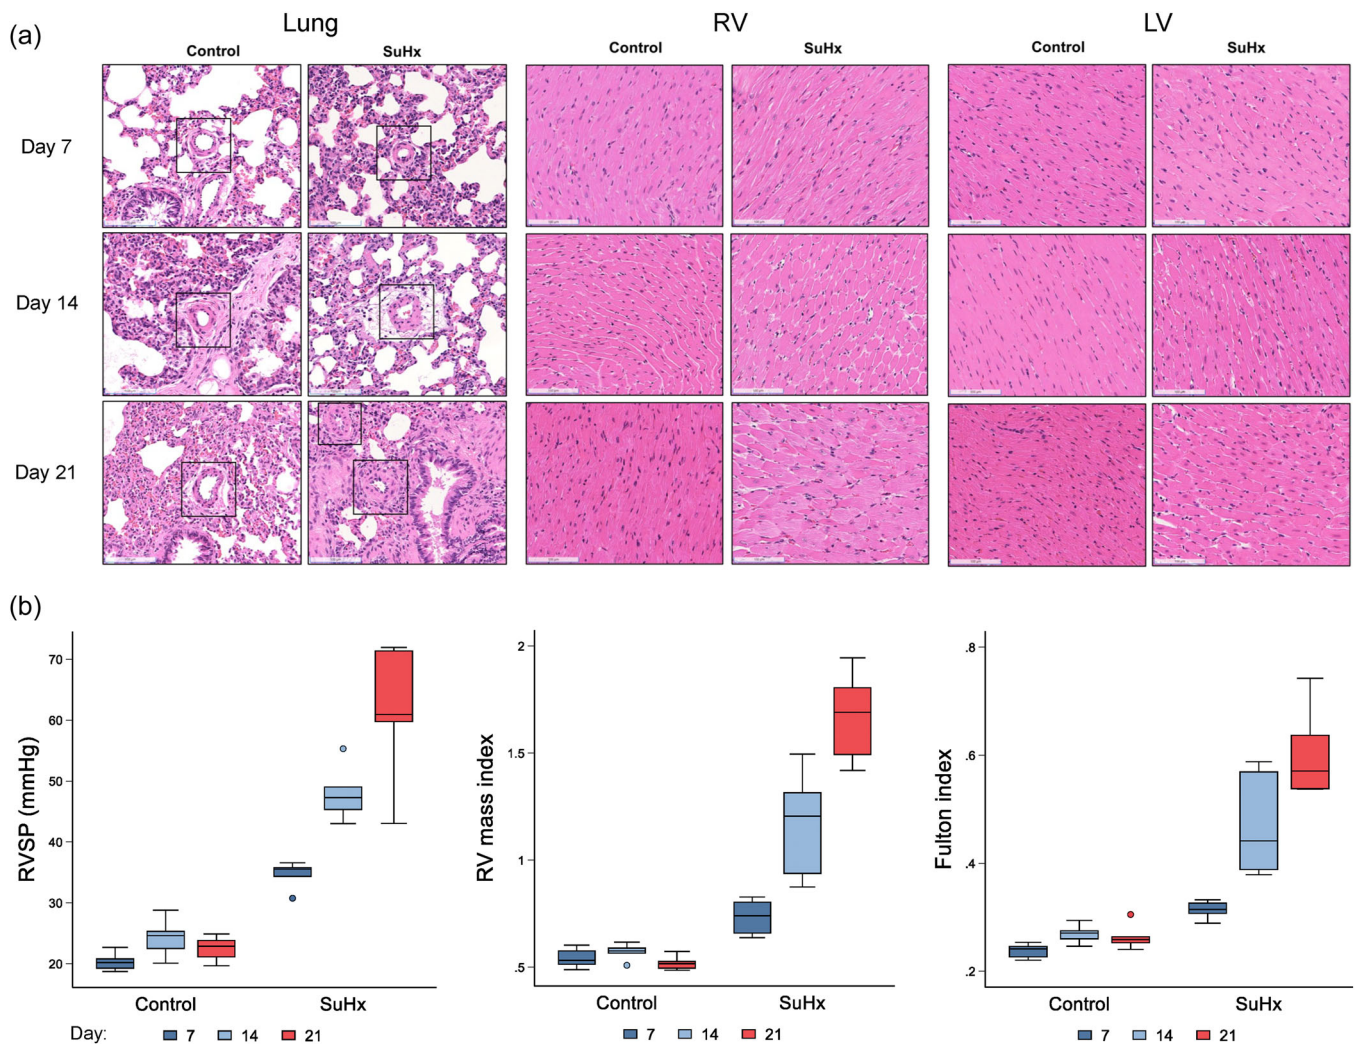 (a)
Lung RV LV
Control SuHx Control SuHx Control SuHx
Day 7
Day 14
Day 21
(b)
RVSP (mmHg)
70
60
50
40
30
20
Control SuHx
RV mass index
2
1.5
1
.5
Control SuHx
Fulton index
.8
.6
.4
.2
Control SuHx
Day: 7 14 21
7 14 21
7 14 21